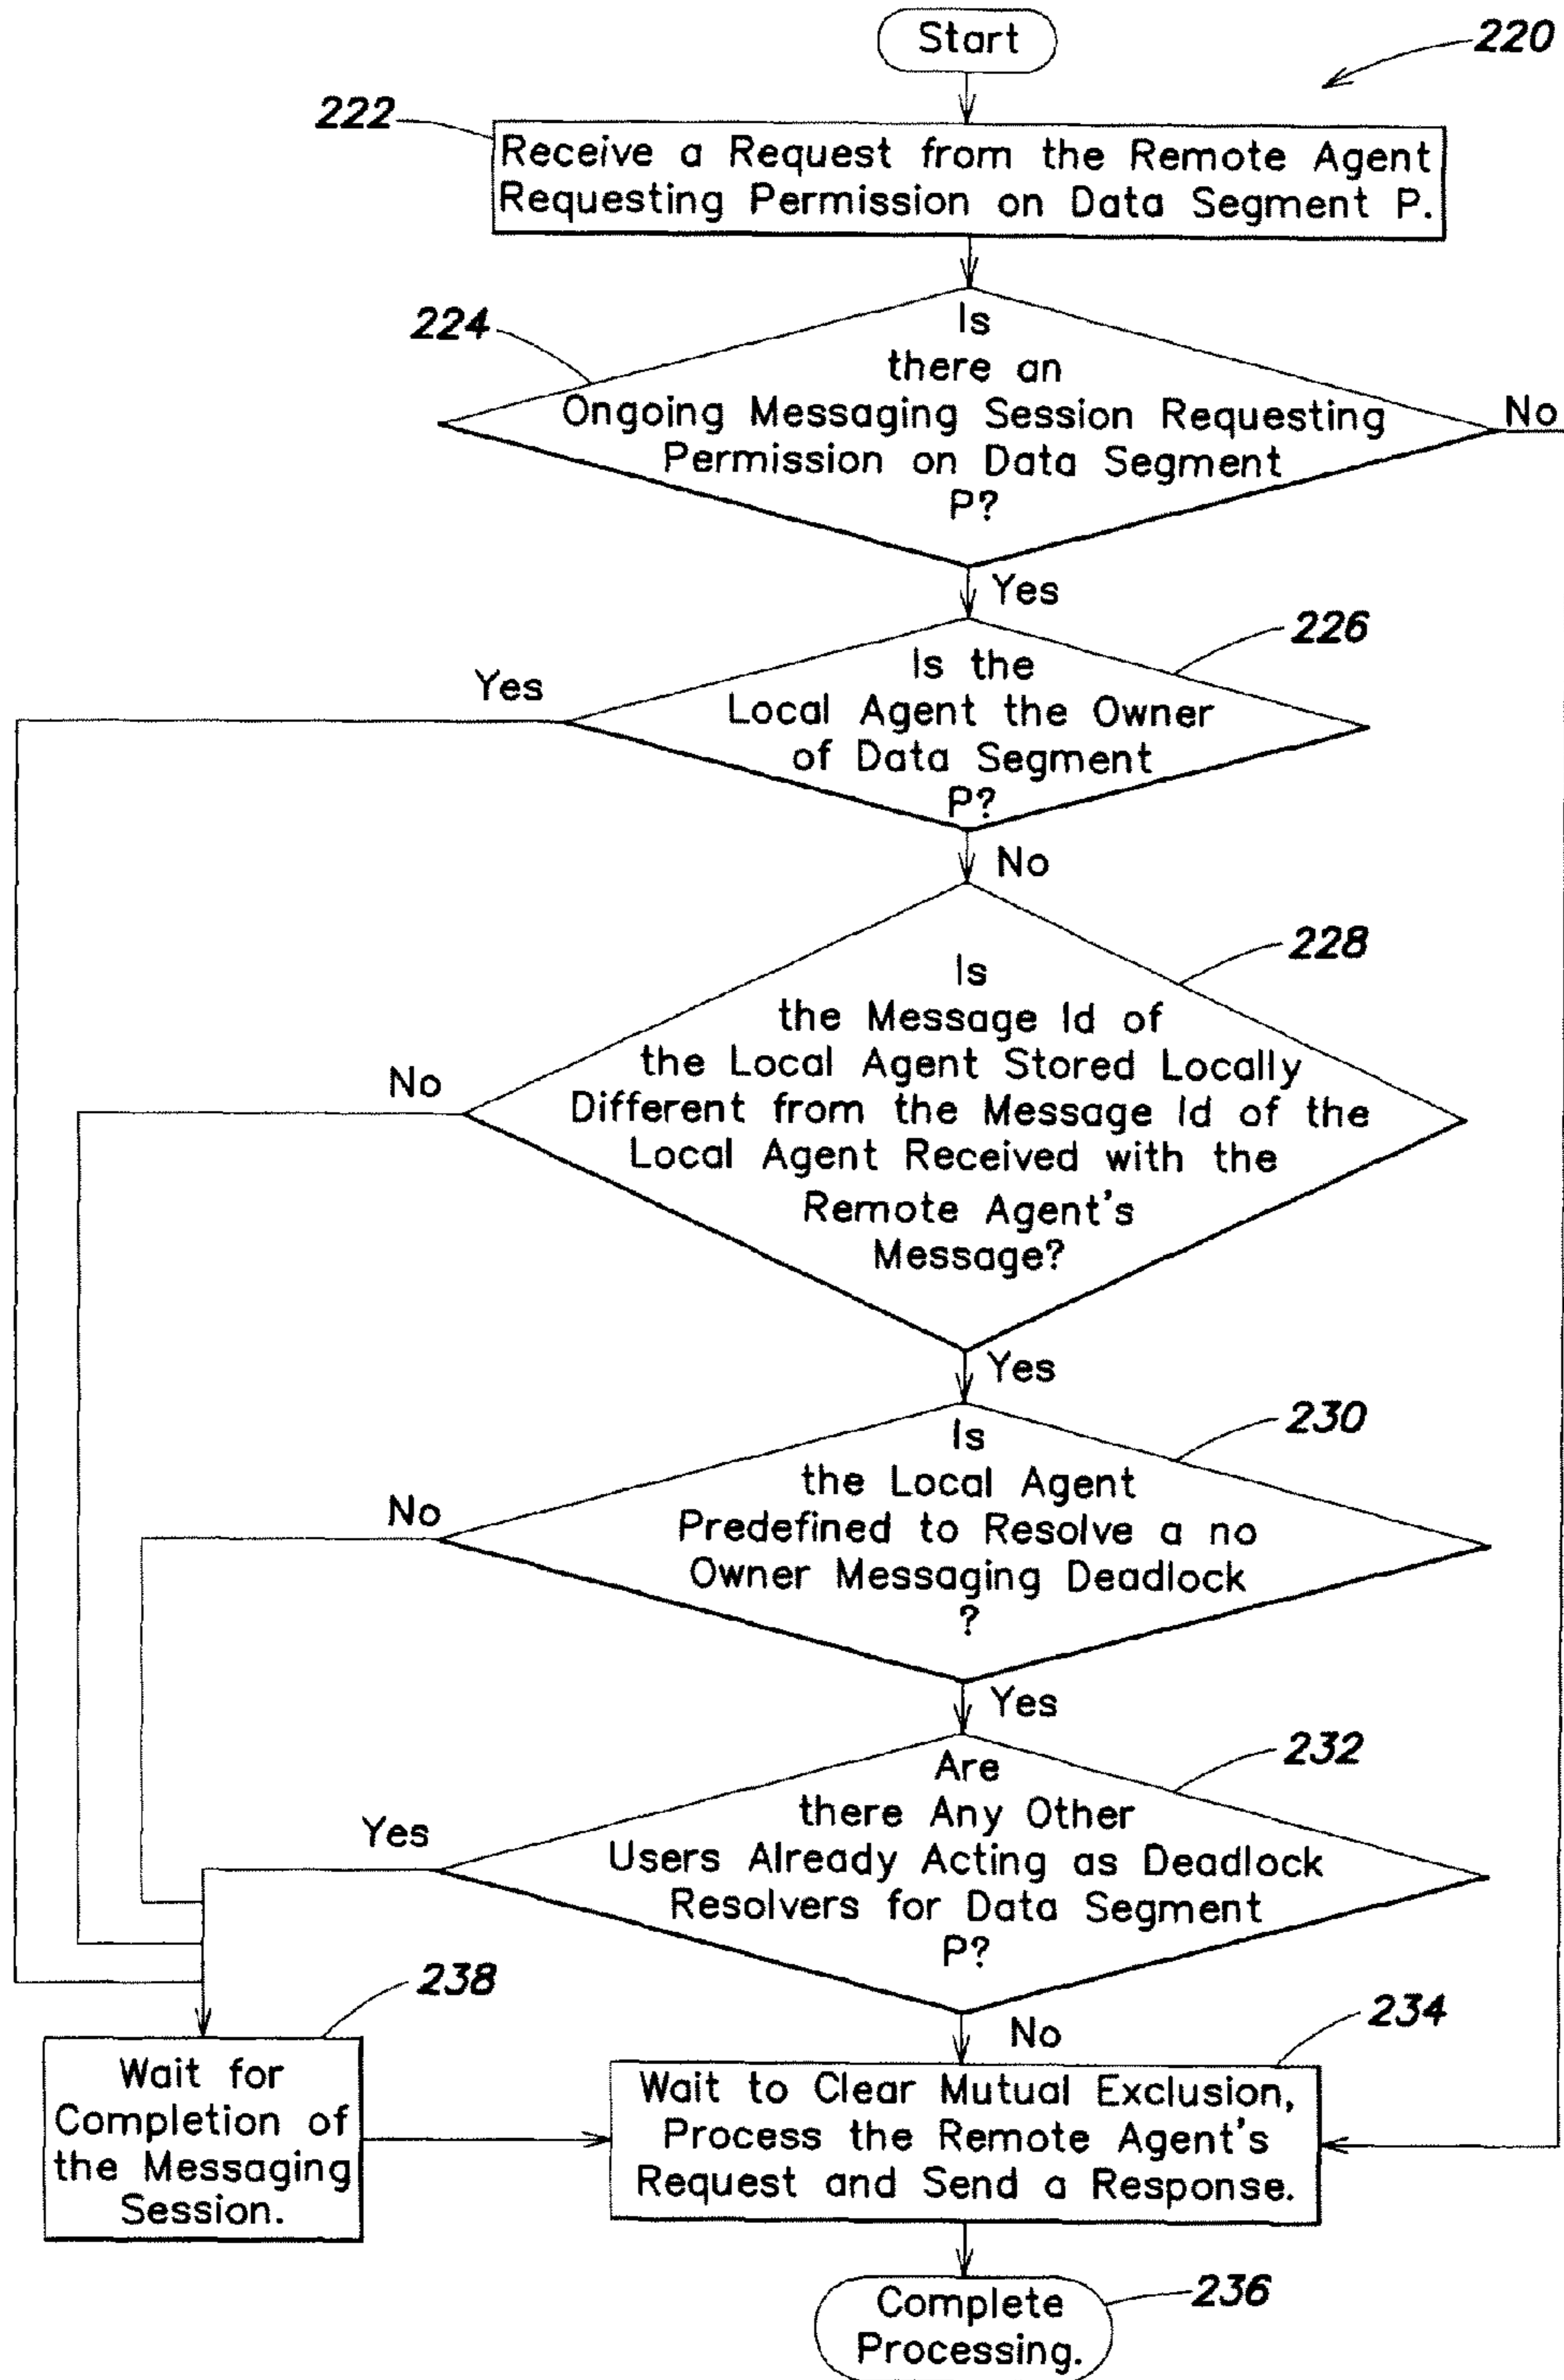 Start
220
222
Receive a Request from the Remote Agent
Requesting Permission on Data Segment P.
224
Is
there an
Ongoing Messaging Session Requesting
Permission on Data Segment
P?
No
Yes
226
Is the
Local Agent the Owner
of Data Segment
P?
Yes
No
228
Is
the Message Id of
the Local Agent Stored Locally
Different from the Message Id of the
Local Agent Received with the
Remote Agent's
Message?
No
Yes
230
Is
the Local Agent
Predefined to Resolve a no
Owner Messaging Deadlock
?
No
Yes
232
Are
there Any Other
Users Already Acting as Deadlock
Resolvers for Data Segment
P?
Yes
No
238
Wait for
Completion of
the Messaging
Session.
234
Wait to Clear Mutual Exclusion,
Process the Remote Agent's
Request and Send a Response.
236
Complete
Processing.